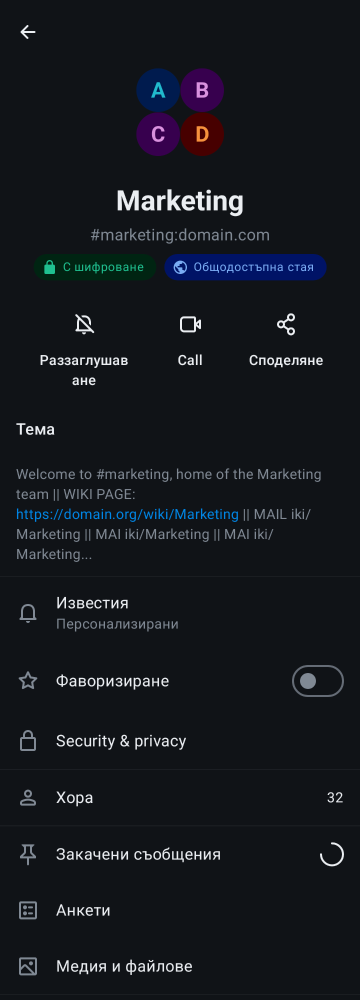 A
B
C
D
Marketing
#marketing:domain.com
С шифроване
Общодостъпна стая
Раззаглушав
ане
Call
Споделяне
Тема
Welcome to #marketing, home of the Marketing
team || WIKI PAGE:
https://domain.org/wiki/Marketing || MAIL iki/
Marketing || MAI iki/Marketing || MAI iki/
Marketing...
Известия
Персонализирани
Фаворизиране
Security & privacy
Хора
32
Закачени съобщения
Анкети
Медия и файлове